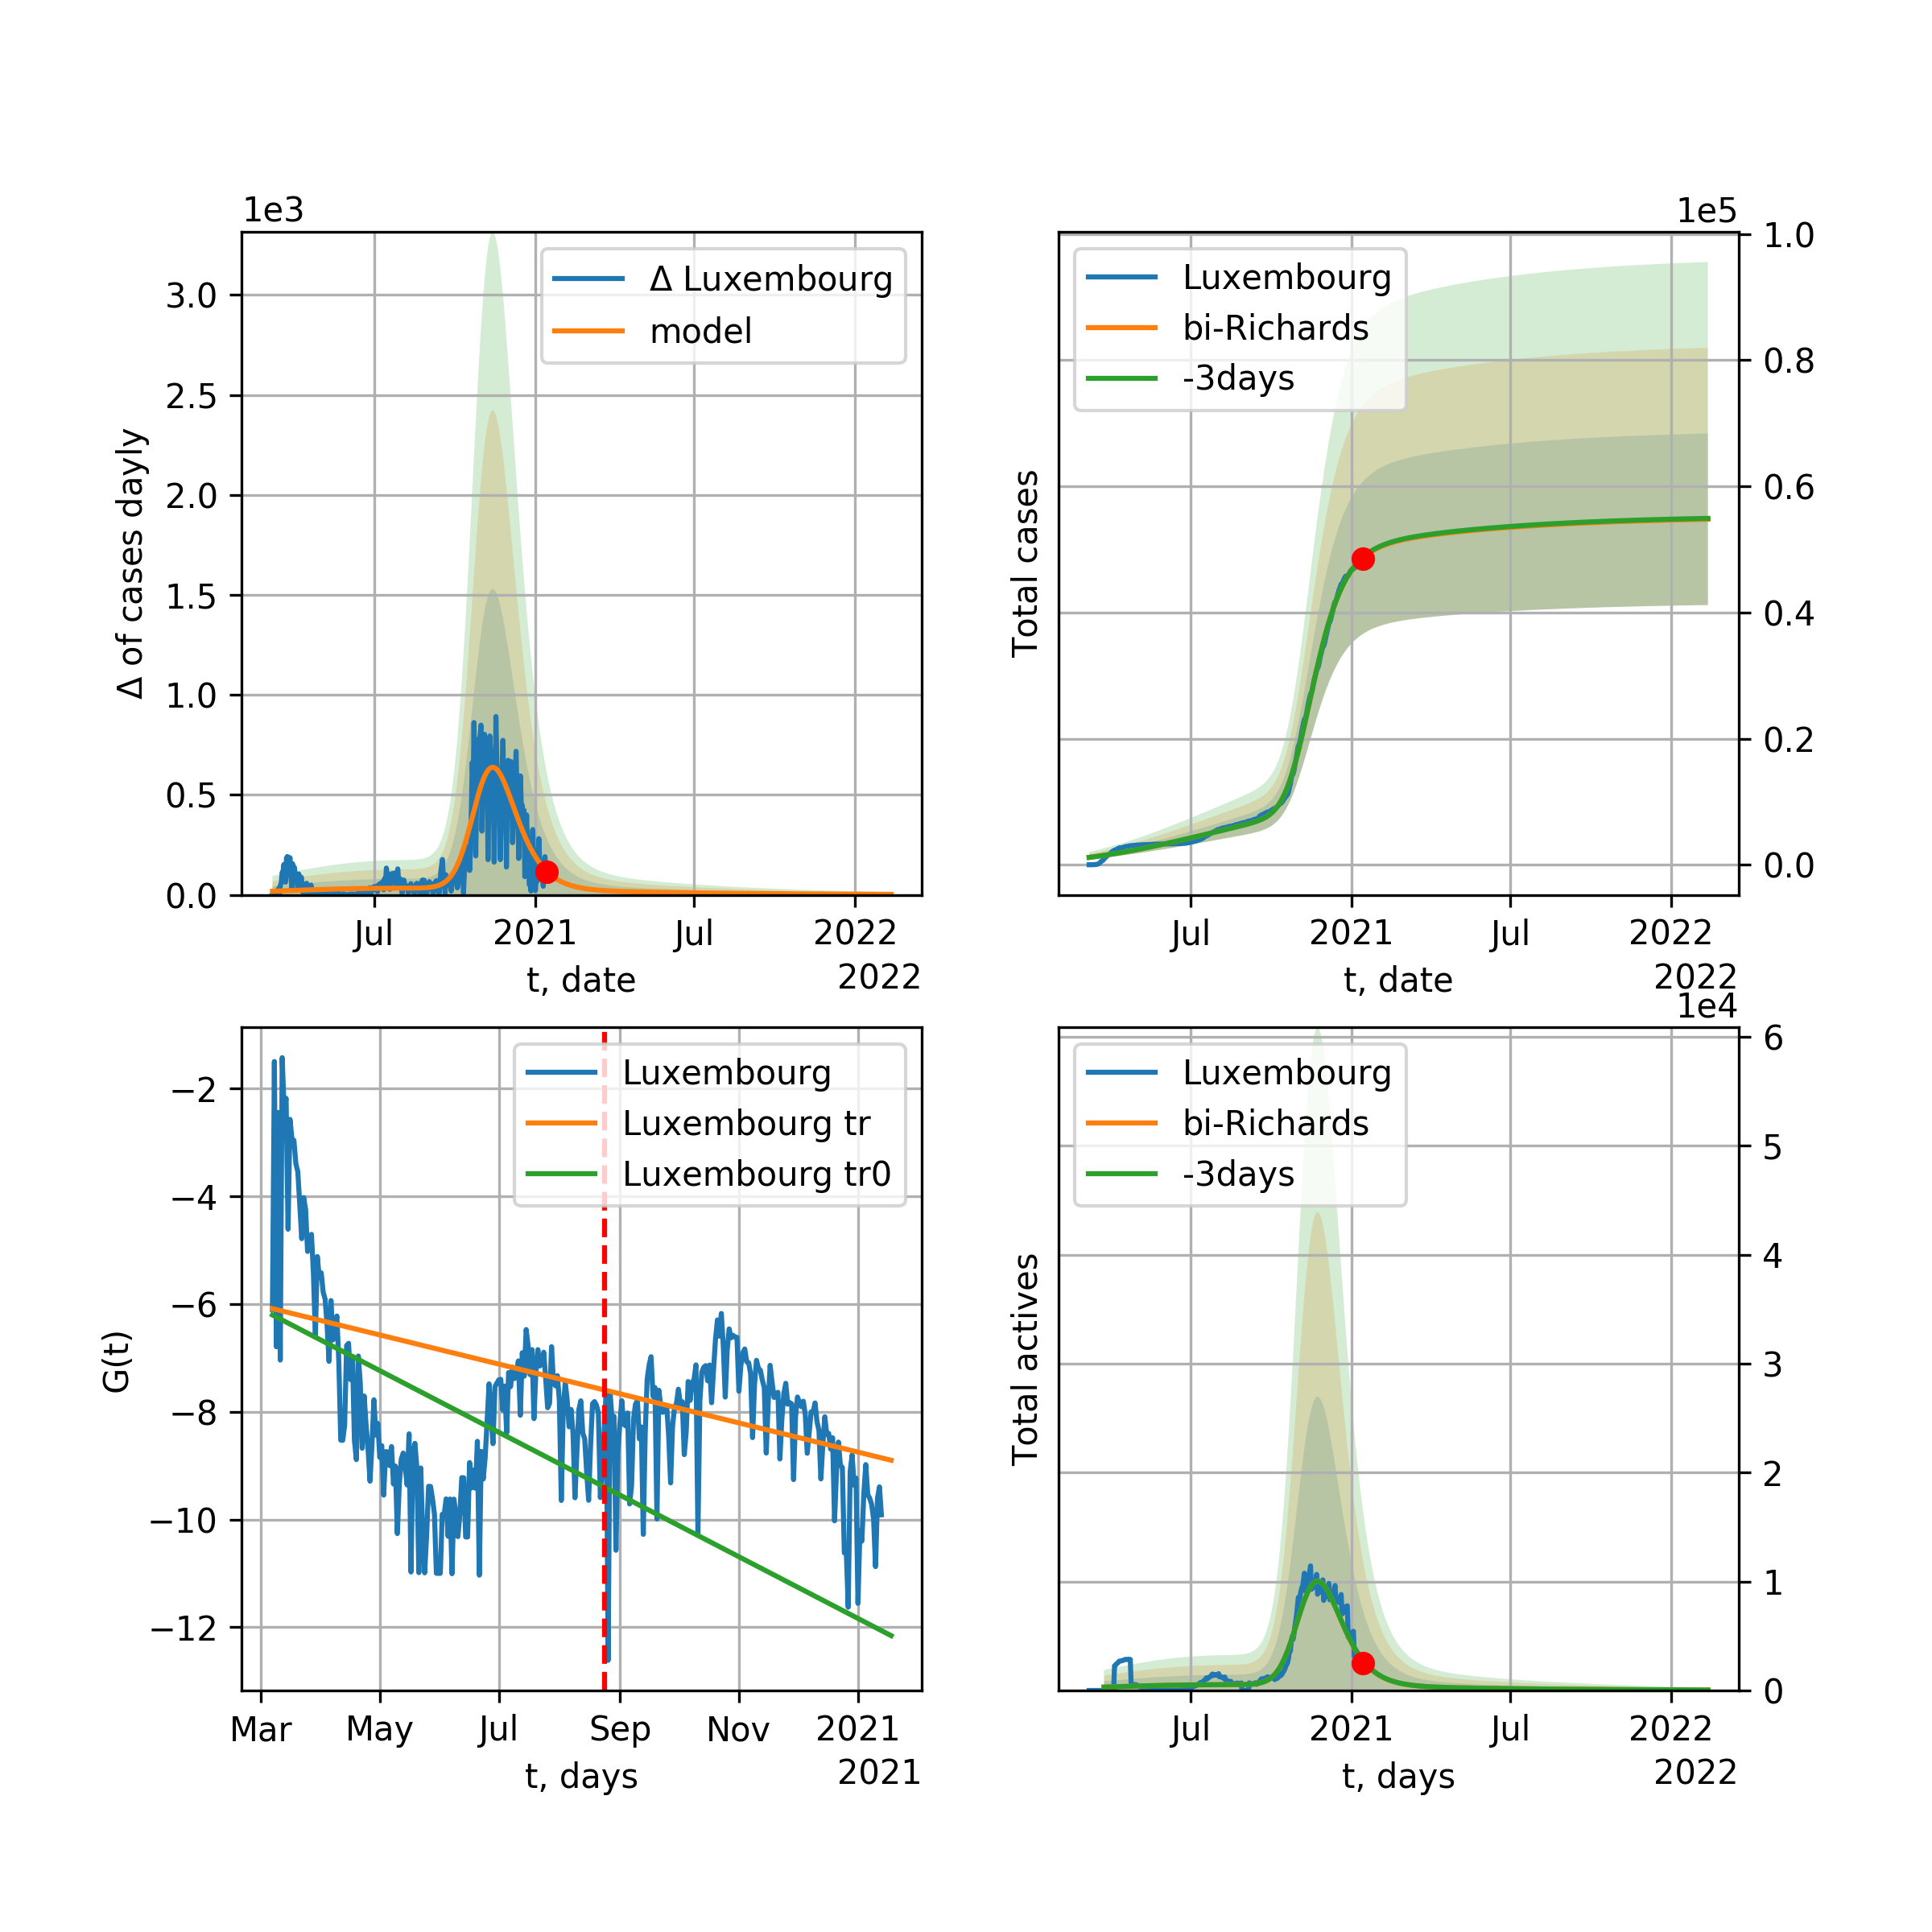 1e3
3.0
2.5
2.0
1.5
1.0
0.5
0.0
Δ of cases dayly
Δ Luxembourg
model
Jul
2021
Jul
2022
t, date
2022
1e5
1.0
0.8
0.6
0.4
0.2
0.0
Total cases
Luxembourg
bi-Richards
-3days
Jul
2021
Jul
2022
t, date
2022
−2
−4
−6
−8
−10
−12
G(t)
Luxembourg
Luxembourg tr
Luxembourg tr0
Mar
May
Jul
Sep
Nov
2021
t, days
2021
1e4
6
5
4
3
2
1
0
Total actives
Luxembourg
bi-Richards
-3days
Jul
2021
Jul
2022
t, days
2022